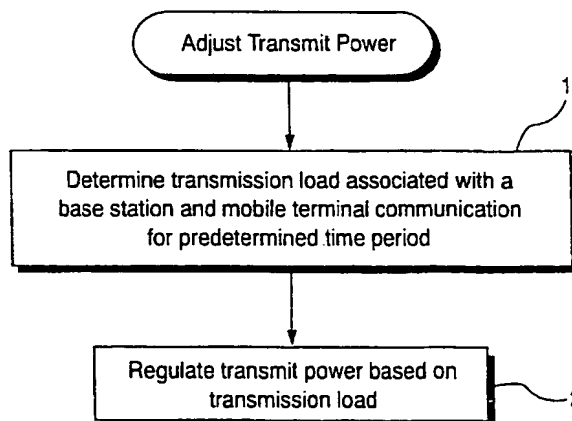 Adjust Transmit Power
1
Determine transmission load associated with a
base station and mobile terminal communication
for predetermined time period
Regulate transmit power based on
transmission load